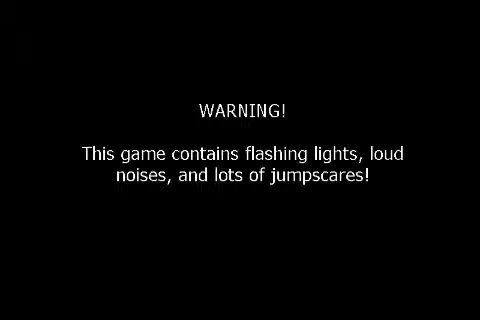 WARNING!
This game contains flashing lights, loud
noises, and lots of jumpscares!